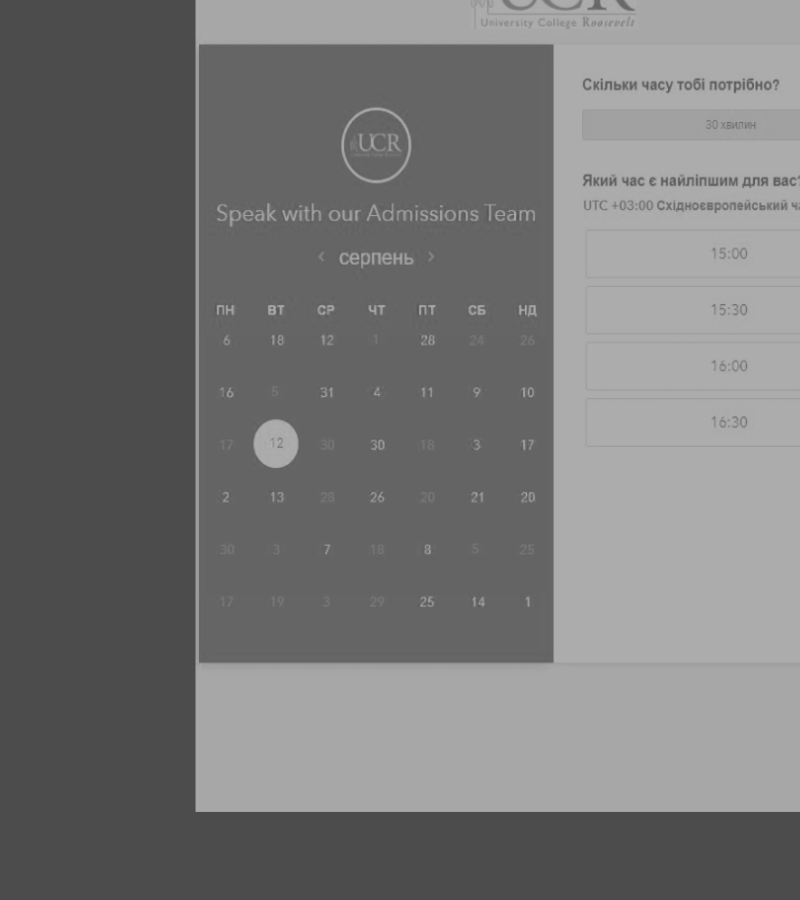 UCR
University College Roosevelt
UCR
Speak with our Admissions Team
‹ серпень ›
ПН ВТ СР ЧТ ПТ СБ НД
6 18 12 1 28 24 26
16 5 31 4 11 9 10
17 12 30 30 18 3 17
2 13 28 26 20 21 20
30 3 7 18 8 5 25
17 19 3 29 25 14 1
Скільки часу тобі потрібно?
30 хвилин
Який час є найліпшим для вас?
UTC +03:00 Східноєвропейський
15:00
15:30
16:00
16:30